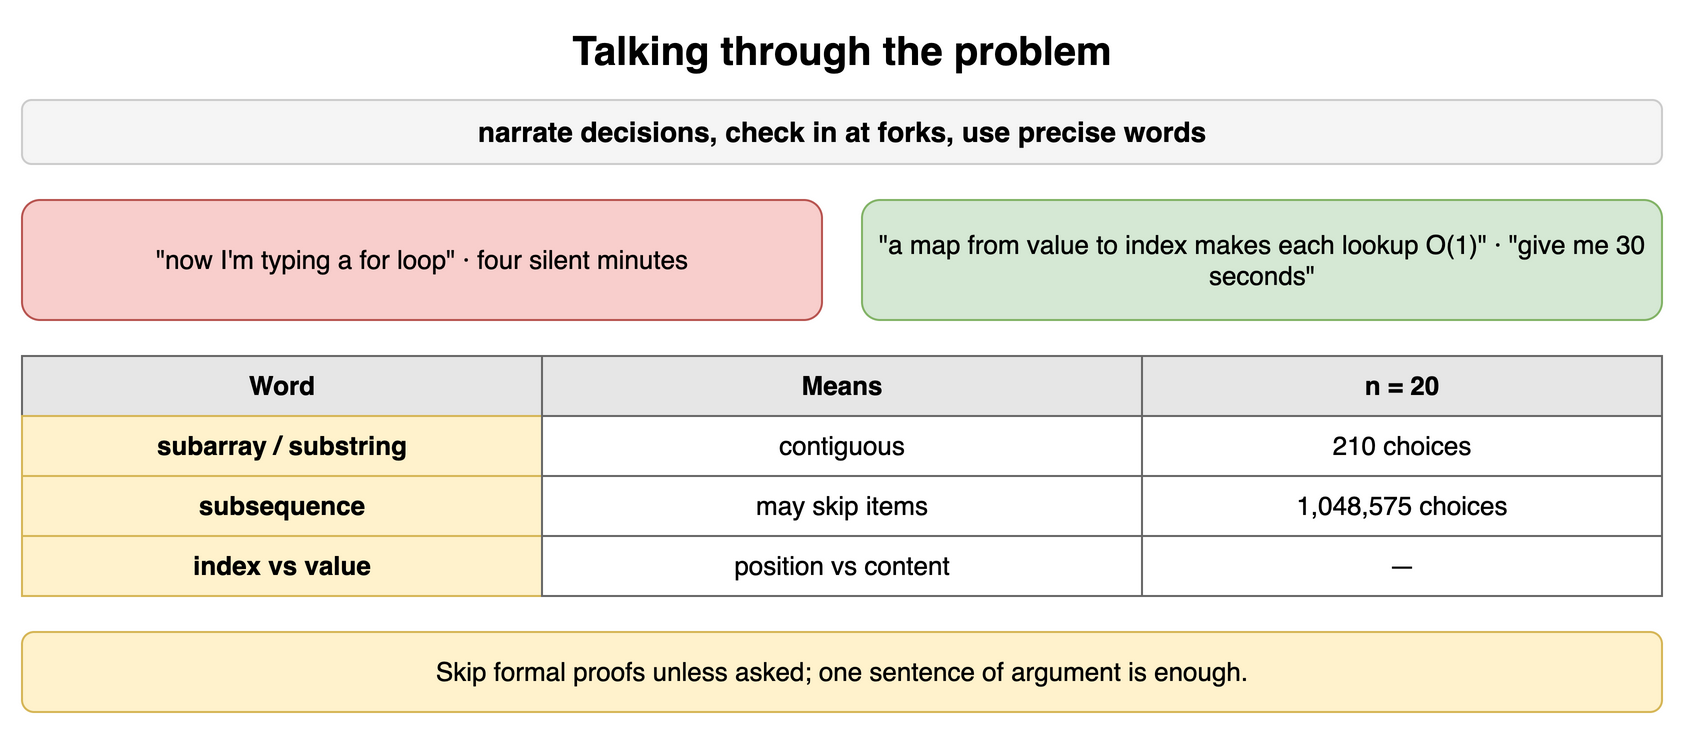 Talking through the problem
narrate decisions, check in at forks, use precise words
"now I'm typing a for loop" · four silent minutes
"a map from value to index makes each lookup O(1)" · "give me 30
seconds"
Word Means n = 20
subarray / substring contiguous 210 choices
subsequence may skip items 1,048,575 choices
index vs value position vs content —
Skip formal proofs unless asked; one sentence of argument is enough.